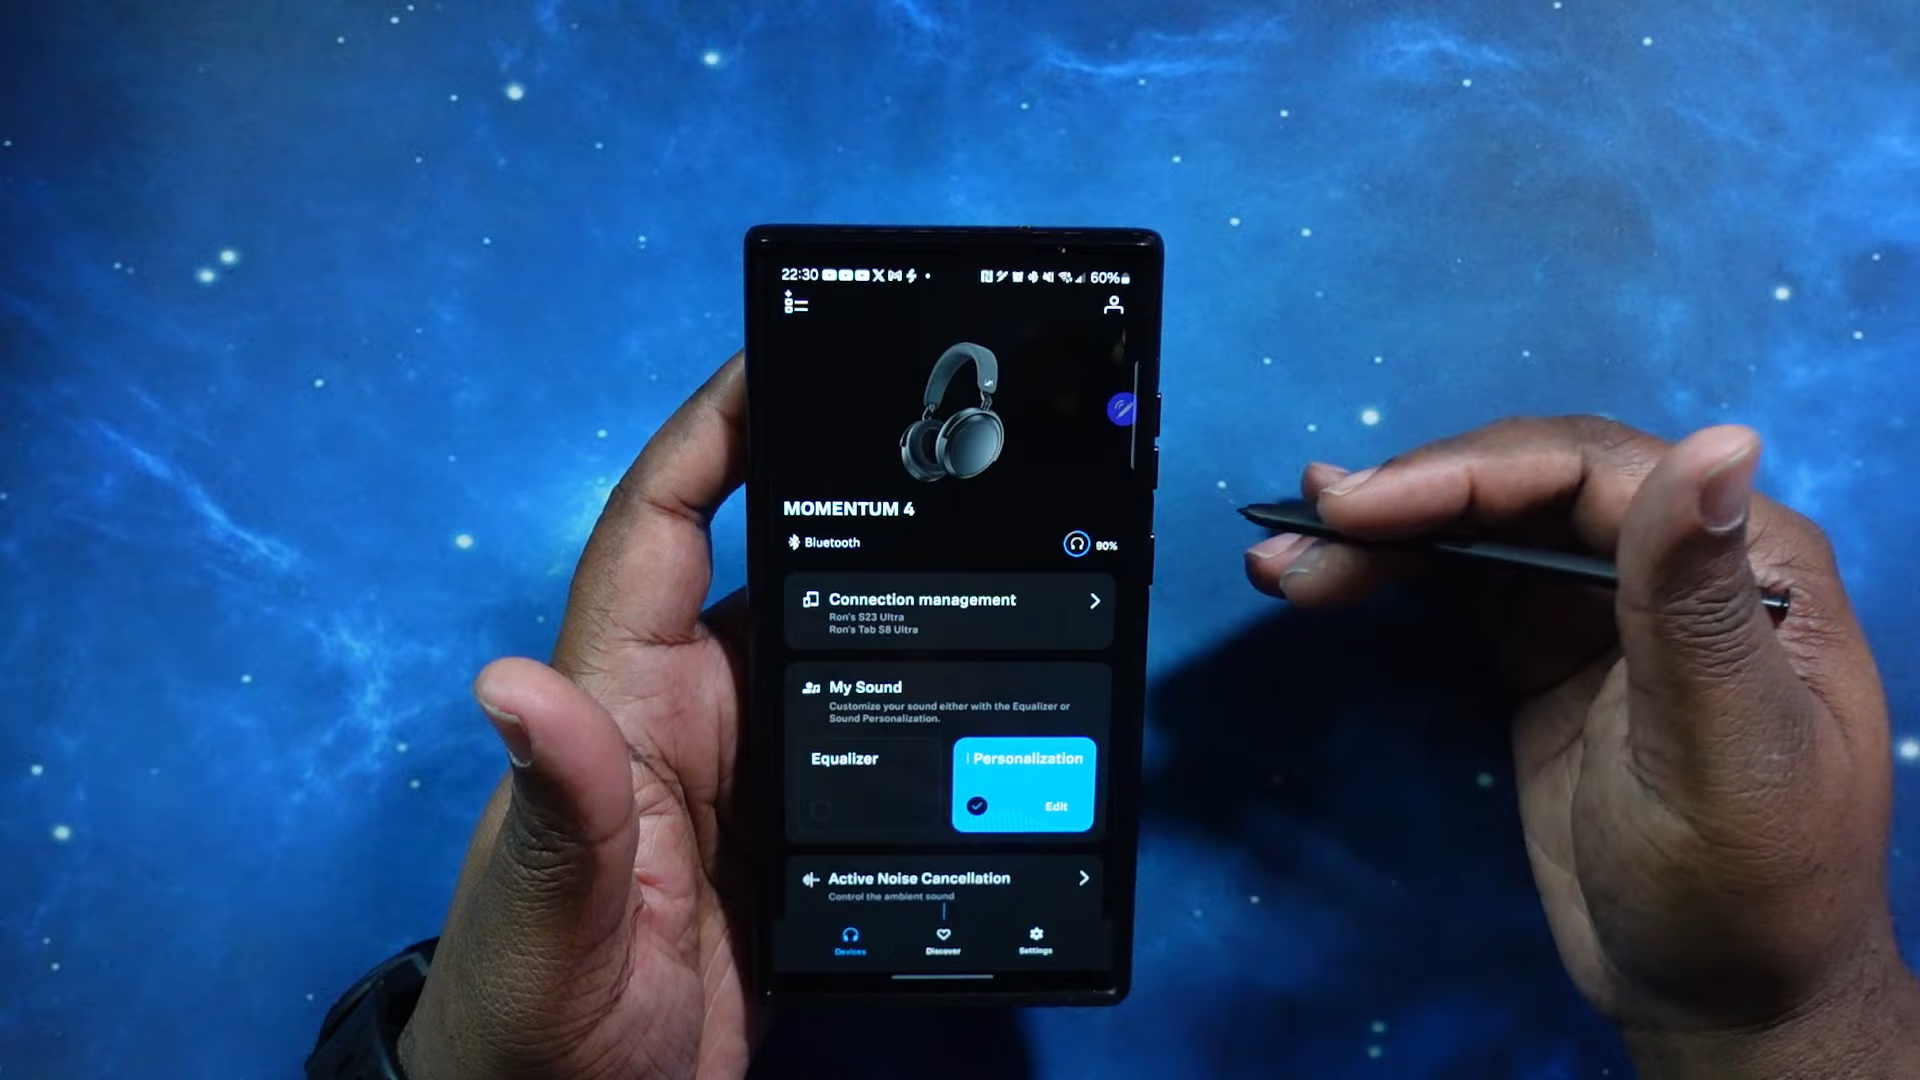 22:30 60%
MOMENTUM 4
Bluetooth 90%
Connection management
Ron's S23 Ultra
Ron's Tab S8 Ultra
My Sound
Customize your sound either with the Equalizer or
Sound Personalization.
Equalizer Personalization
Edit
Active Noise Cancellation
Control the ambient sound
Devices Discover Settings